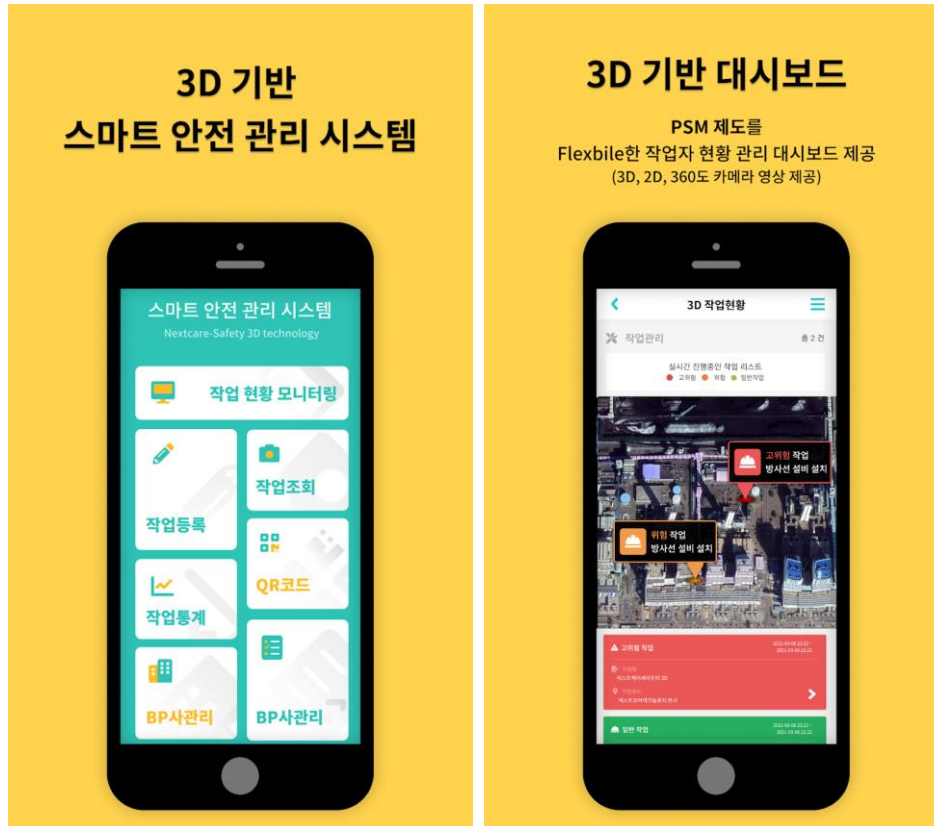 3D 기반
스마트 안전 관리 시스템
스마트 안전 관리 시스템
Nextcare-Safety 3D technology
작업 현황 모니터링
작업등록
작업조회
QR코드
작업통계
BP사관리
BP사관리
3D 기반 대시보드
PSM 제도를
Flexbile한 작업자 현황 관리 대시보드 제공
(3D, 2D, 360도 카메라 영상 제공)
3D 작업현황
작업관리
총 2 건
실시간 진행중인 작업 리스트
고위험 위험 일반작업
고위험 작업
방사선 설비 설치
위험 작업
방사선 설비 설치
고위험 작업
작업명
작업장소
일반 작업